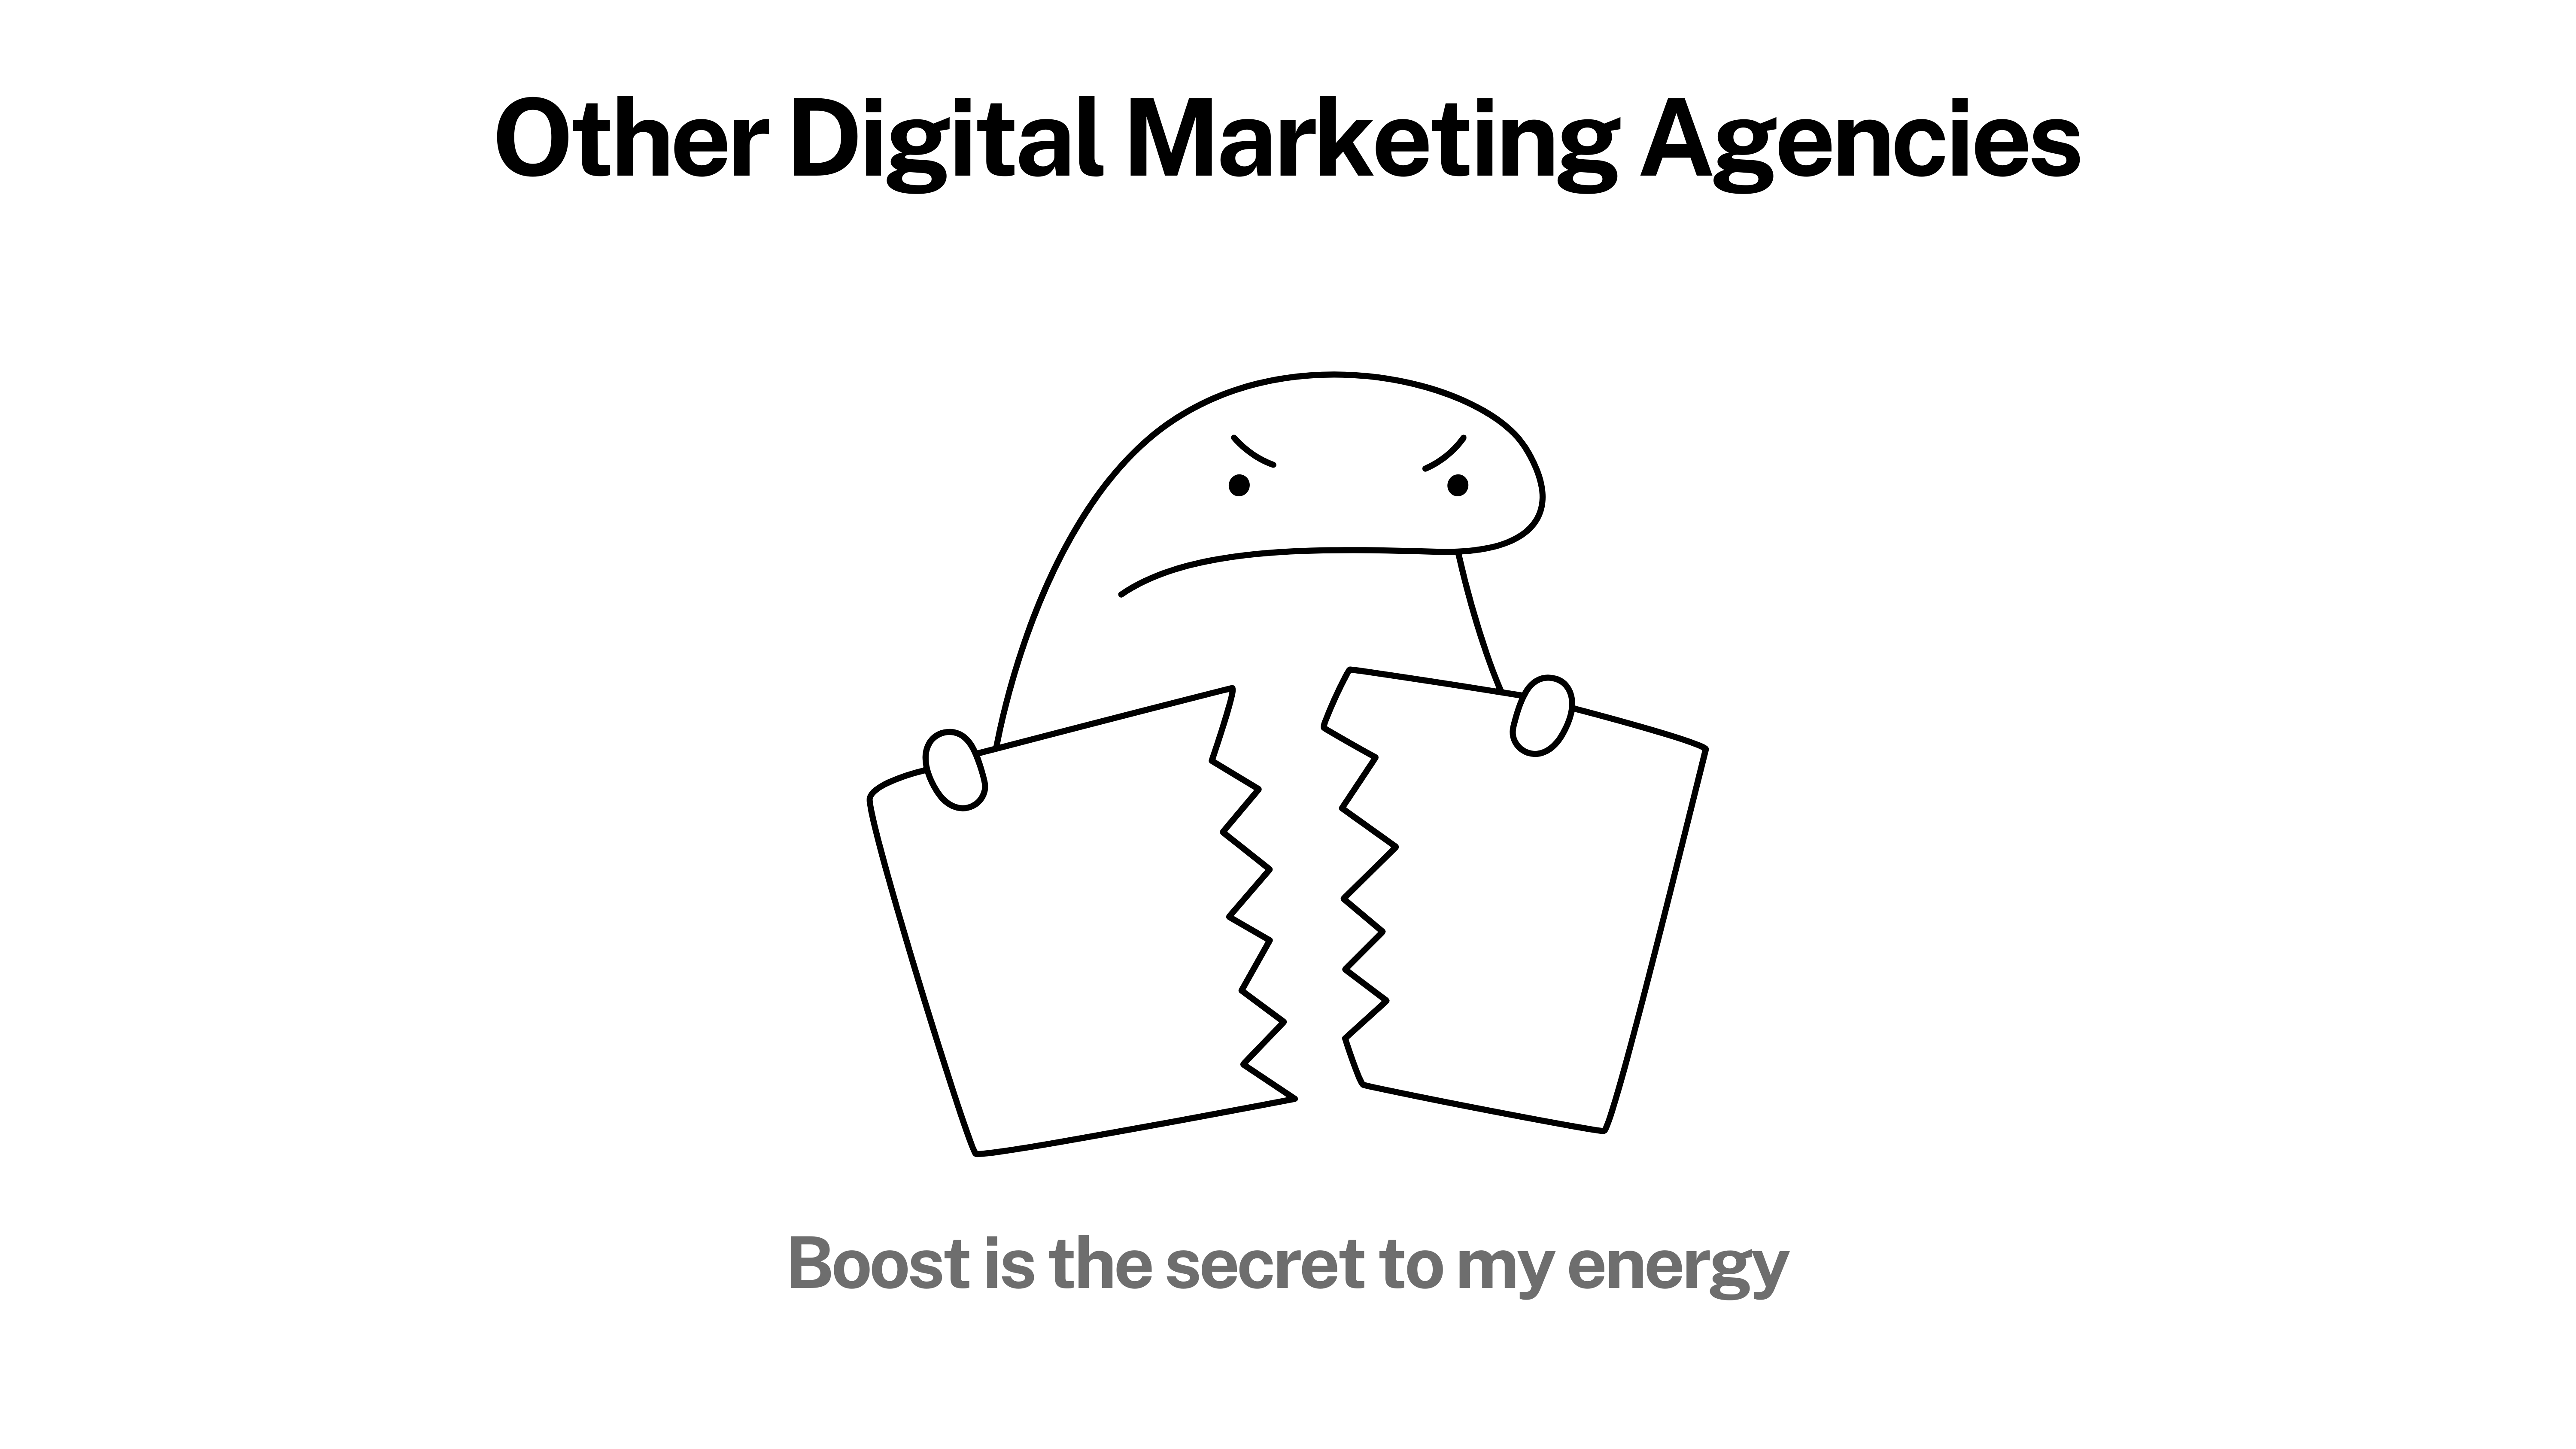 Other Digital Marketing Agencies
Boost is the secret to my energy